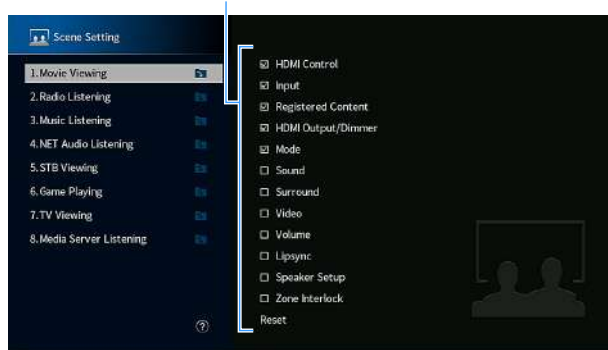 Scene Setting
1.Movie Viewing
2.Radio Listening
3.Music Listening
4.NET Audio Listening
5.STB Viewing
6.Game Playing
7.TV Viewing
8.Media Server Listening
?
HDMI Control
Input
Registered Content
HDMI Output/Dimmer
Mode
Sound
Surround
Video
Volume
Lipsync
Speaker Setup
Zone Interlock
Reset